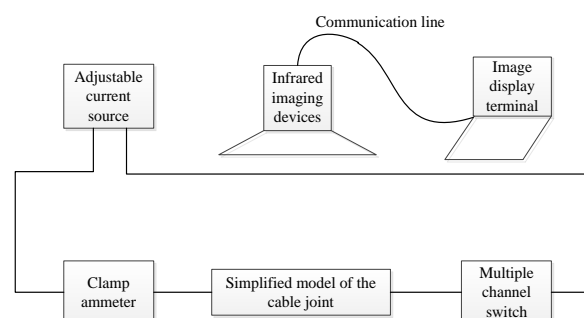 Communication line
Adjustable
current
source
Infrared
imaging
devices
Image
display
terminal
Clamp
ammeter
Simplified model of the
cable joint
Multiple
channel
switch